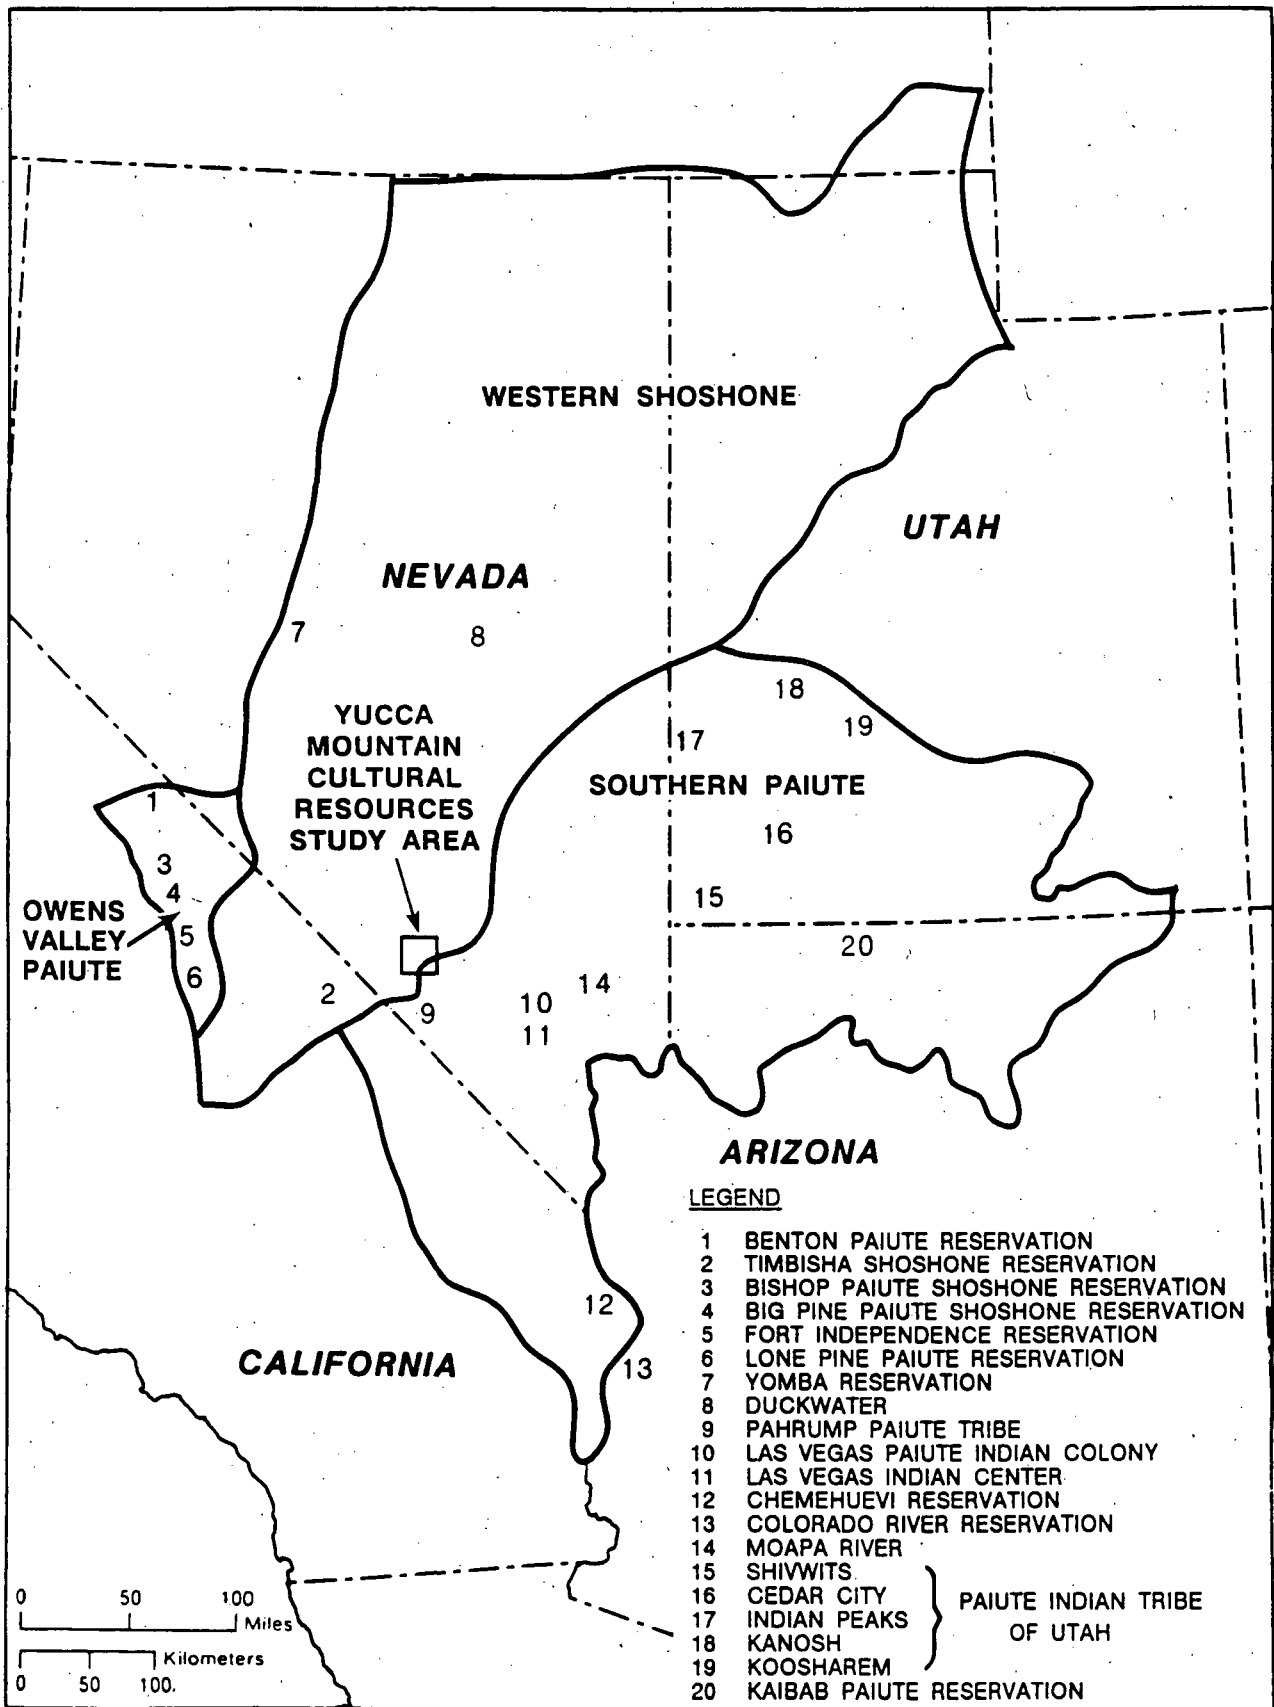 WESTERN SHOSHONE
UTAH
NEVADA
7
8
18
19
17
YUCCA
MOUNTAIN
CULTURAL
RESOURCES
STUDY AREA
SOUTHERN PAIUTE
1
16
3
4
15
OWENS
VALLEY
PAIUTE
5
6
20
2
9
10
14
11
ARIZONA
12
13
CALIFORNIA
LEGEND
1 BENTON PAIUTE RESERVATION
2 TIMBISHA SHOSHONE RESERVATION
3 BISHOP PAIUTE SHOSHONE RESERVATION
4 BIG PINE PAIUTE SHOSHONE RESERVATION
5 FORT INDEPENDENCE RESERVATION
6 LONE PINE PAIUTE RESERVATION
7 YOMBA RESERVATION
8 DUCKWATER
9 PAHRUMP PAIUTE TRIBE
10 LAS VEGAS PAIUTE INDIAN COLONY
11 LAS VEGAS INDIAN CENTER
12 CHEMEHUEVI RESERVATION
13 COLORADO RIVER RESERVATION
14 MOAPA RIVER
15 SHIVWITS
16 CEDAR CITY
17 INDIAN PEAKS
18 KANOSH
19 KOOSHAREM
PAIUTE INDIAN TRIBE
OF UTAH
20 KAIBAB PAIUTE RESERVATION
0 50 100
Miles
Kilometers
0 50 100.